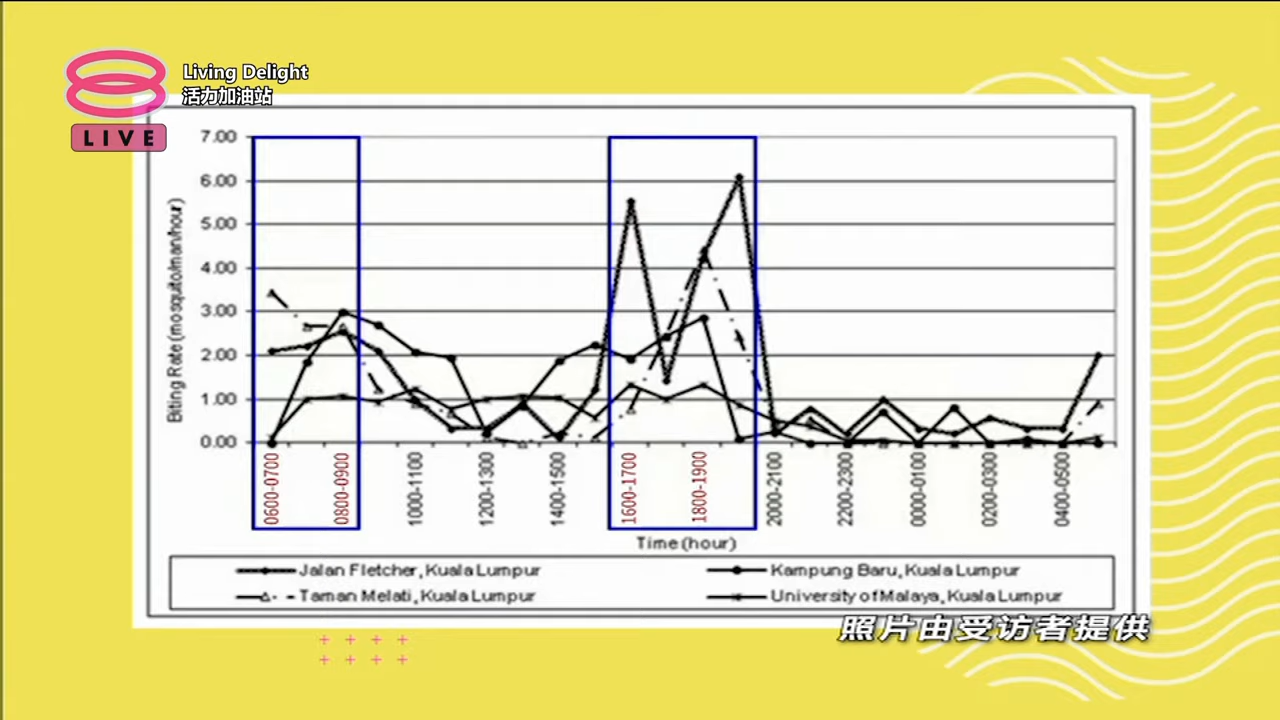 Living Delight
活力加油站
LIVE
Biting Rate (mosquito/man/hour)
7.00
6.00
5.00
4.00
3.00
2.00
1.00
0.00
0600-0700
0800-0900
1000-1100
1200-1300
1400-1500
1600-1700
1800-1900
2000-2100
2200-2300
0000-0100
0200-0300
0400-0500
Time (hour)
Jalan Fletcher, Kuala Lumpur
Kampung Baru, Kuala Lumpur
Taman Melati, Kuala Lumpur
University of Malaya, Kuala Lumpur
照片由受访者提供